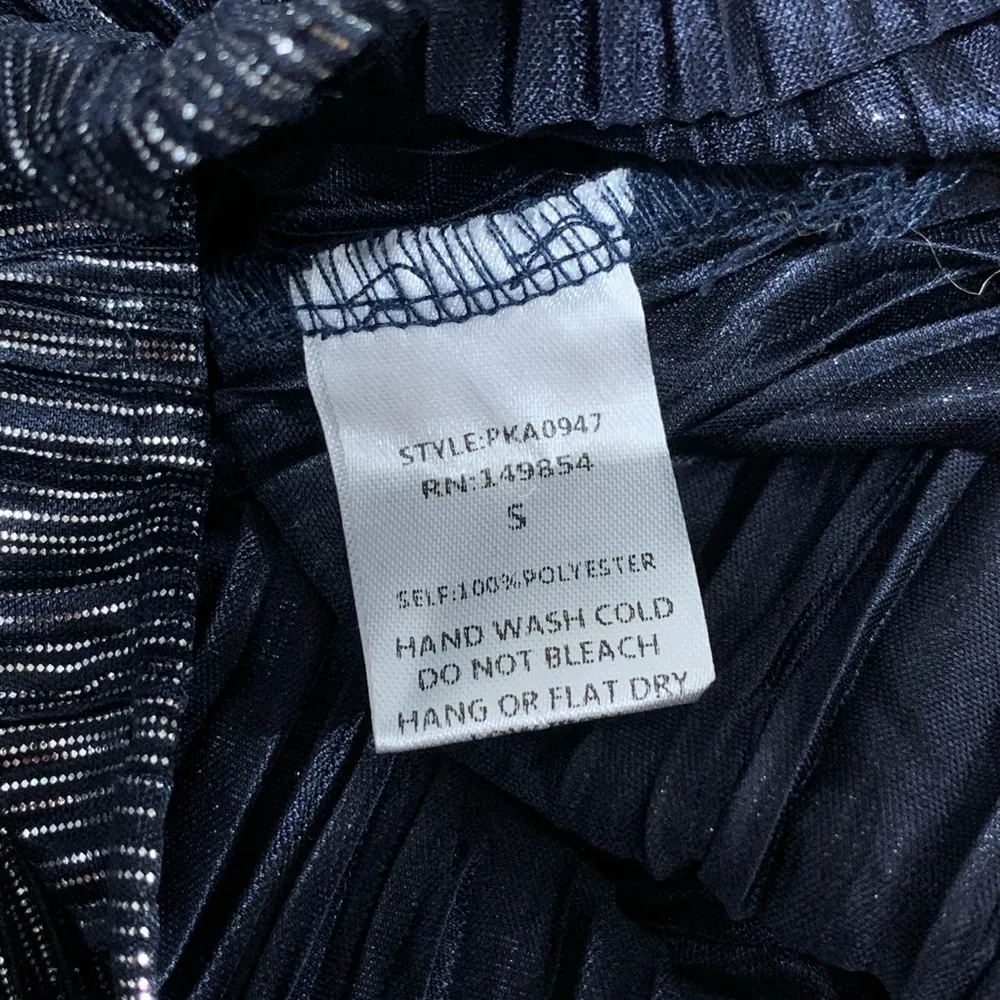 STYLE:PKA0947
RN:149854
S
SELF:100%POLYESTER
HAND WASH COLD
DO NOT BLEACH
HANG OR FLAT DRY